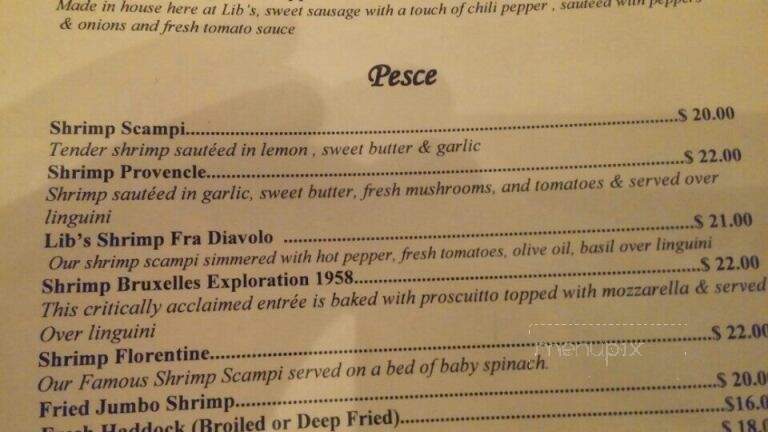 Made in house here at Lib's, sweet sausage with a touch of chili pepper , sautéed with peppers
& onions and fresh tomato sauce
Pesce
Shrimp Scampi...............................................$ 20.00
Tender shrimp sautéed in lemon , sweet butter & garlic
Shrimp Provencle...............................................$ 22.00
Shrimp sautéed in garlic, sweet butter, fresh mushrooms, and tomatoes & served over
linguini
Lib's Shrimp Fra Diavolo ...............................................$ 21.00
Our shrimp scampi simmered with hot pepper, fresh tomatoes, olive oil, basil over linguini
Shrimp Bruxelles Exploration 1958...............................................$ 22.00
This critically acclaimed entrée is baked with proscuitto topped with mozzarella & served
Over linguini
Shrimp Florentine...............................................$ 22.00
menupix
Our Famous Shrimp Scampi served on a bed of baby spinach.
Fried Jumbo Shrimp...............................................$ 20.0
Fresh Haddock (Broiled or Deep Fried)...............................................$16.0
$ 18.0